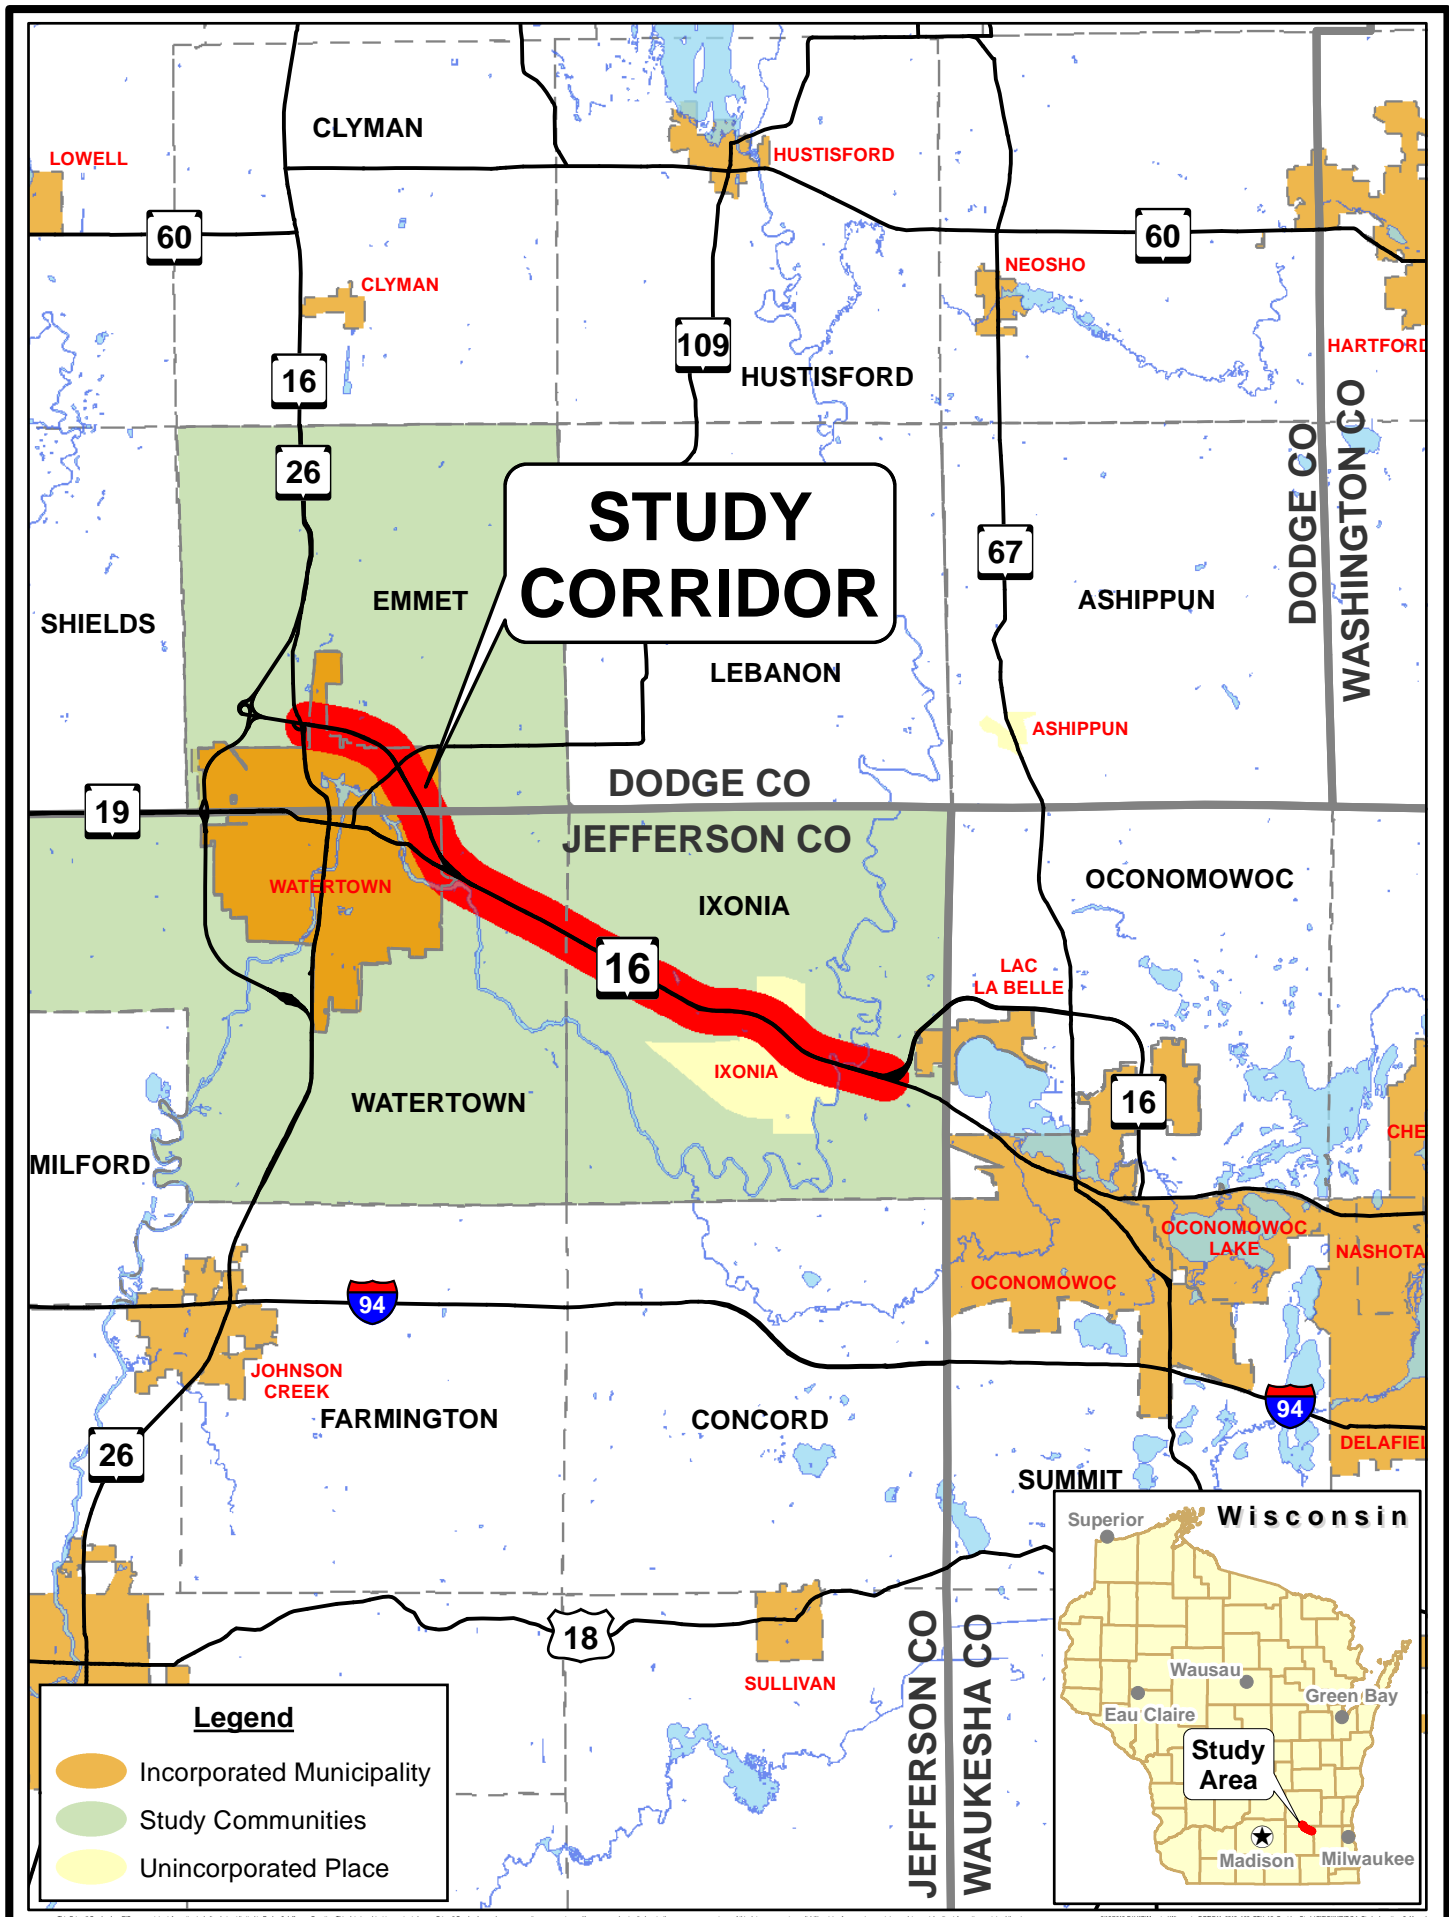 CLYMAN
LOWELL
HUSTISFORD
60
60
CLYMAN
NEOSHO
109
16
HARTFORD
HUSTISFORD
26
DODGE CO
WASHINGTON CO
STUDY
CORRIDOR
67
EMMET
ASHIPPUN
SHIELDS
LEBANON
ASHIPPUN
DODGE CO
19
JEFFERSON CO
WATERTOWN
OCONOMOWOC
IXONIA
16
LAC
LA BELLE
IXONIA
WATERTOWN
16
CHE
MILFORD
OCONOMOWOC
LAKE
NASHOTA
OCONOMOWOC
94
JOHNSON
CREEK
FARMINGTON
CONCORD
94
26
DELAFIEL
SUMMIT
18
SULLIVAN
JEFFERSON CO
WAUKESHA CO
Legend
Incorporated Municipality
Study Communities
Unincorporated Place
Wisconsin
Superior
Wausau
Green Bay
Eau Claire
Study
Area
Madison
Milwaukee